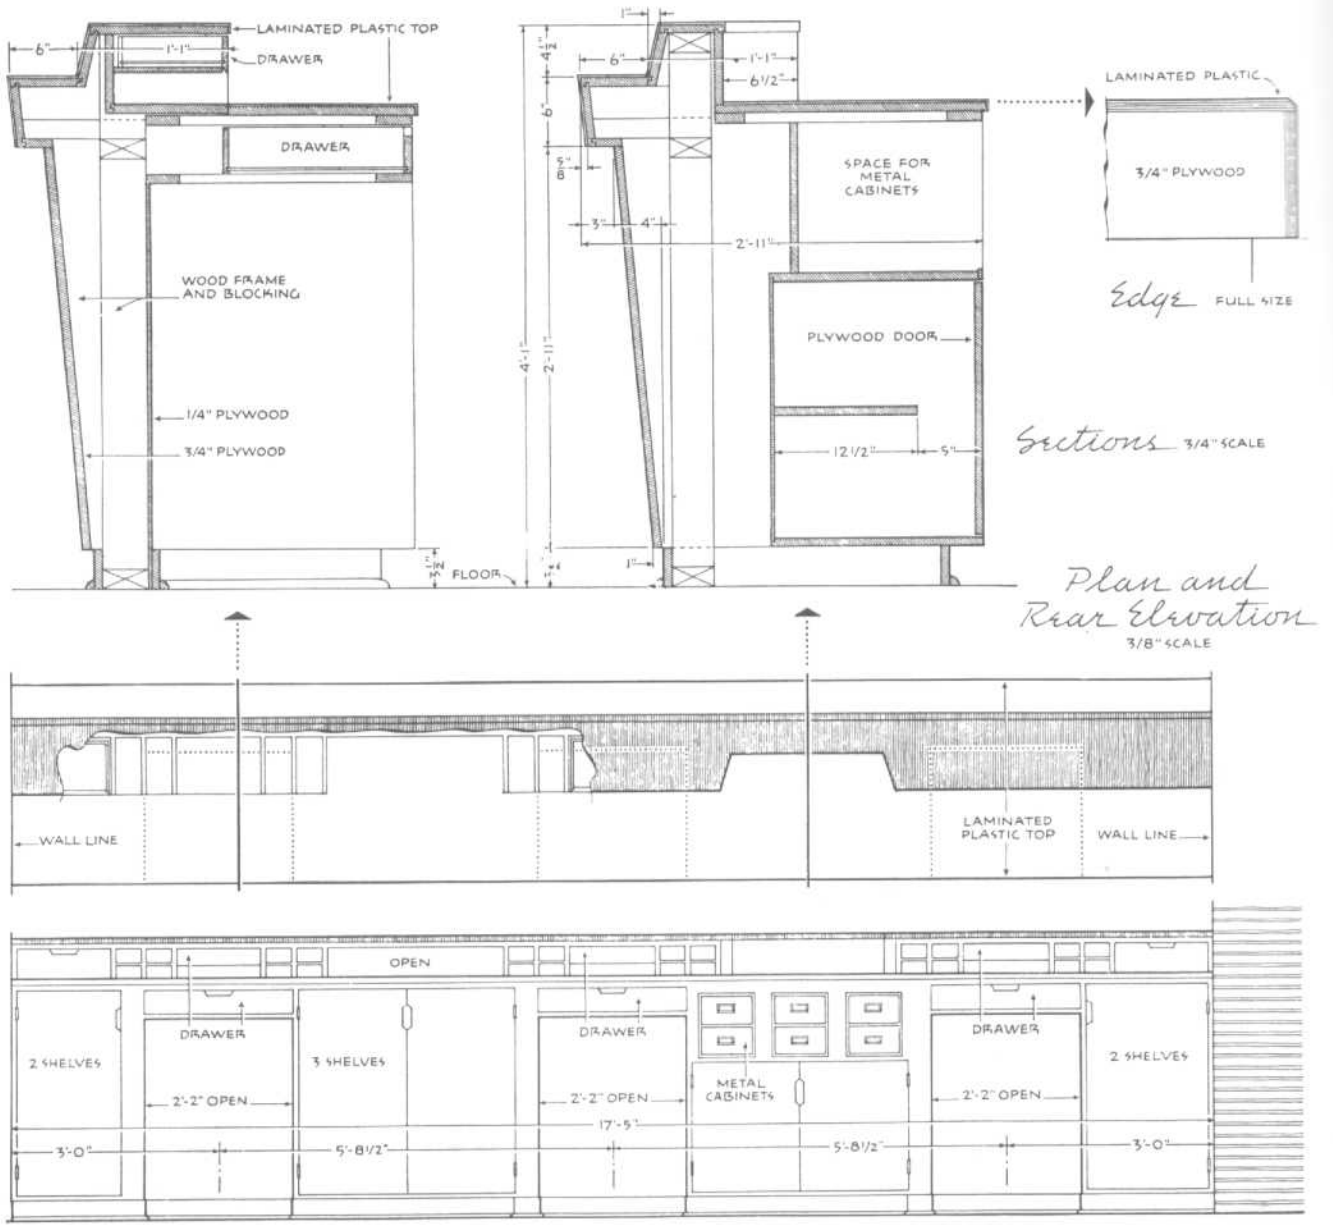 LAMINATED PLASTIC TOP
6"
1'-1"
DRAWER
DRAWER
WOOD FRAME
AND BLOCKING
1/4" PLYWOOD
3/4" PLYWOOD
3 1/2"
FLOOR
1"
4 1/2"
6"
1'-1"
6 1/2"
6"
5/8"
3"
4"
2'-11"
4'-1"
2'-11"
1"
SPACE FOR
METAL
CABINETS
PLYWOOD DOOR
12 1/2"
5"
LAMINATED PLASTIC
3/4" PLYWOOD
Edge FULL SIZE
Sections 3/4" SCALE
Plan and
Rear Elevation
3/8" SCALE
WALL LINE
LAMINATED
PLASTIC TOP
WALL LINE
OPEN
DRAWER
DRAWER
DRAWER
2 SHELVES
3 SHELVES
2 SHELVES
METAL
CABINETS
2'-2" OPEN
2'-2" OPEN
2'-2" OPEN
17'-5"
3'-0"
5'-8 1/2"
5'-8 1/2"
3'-0"